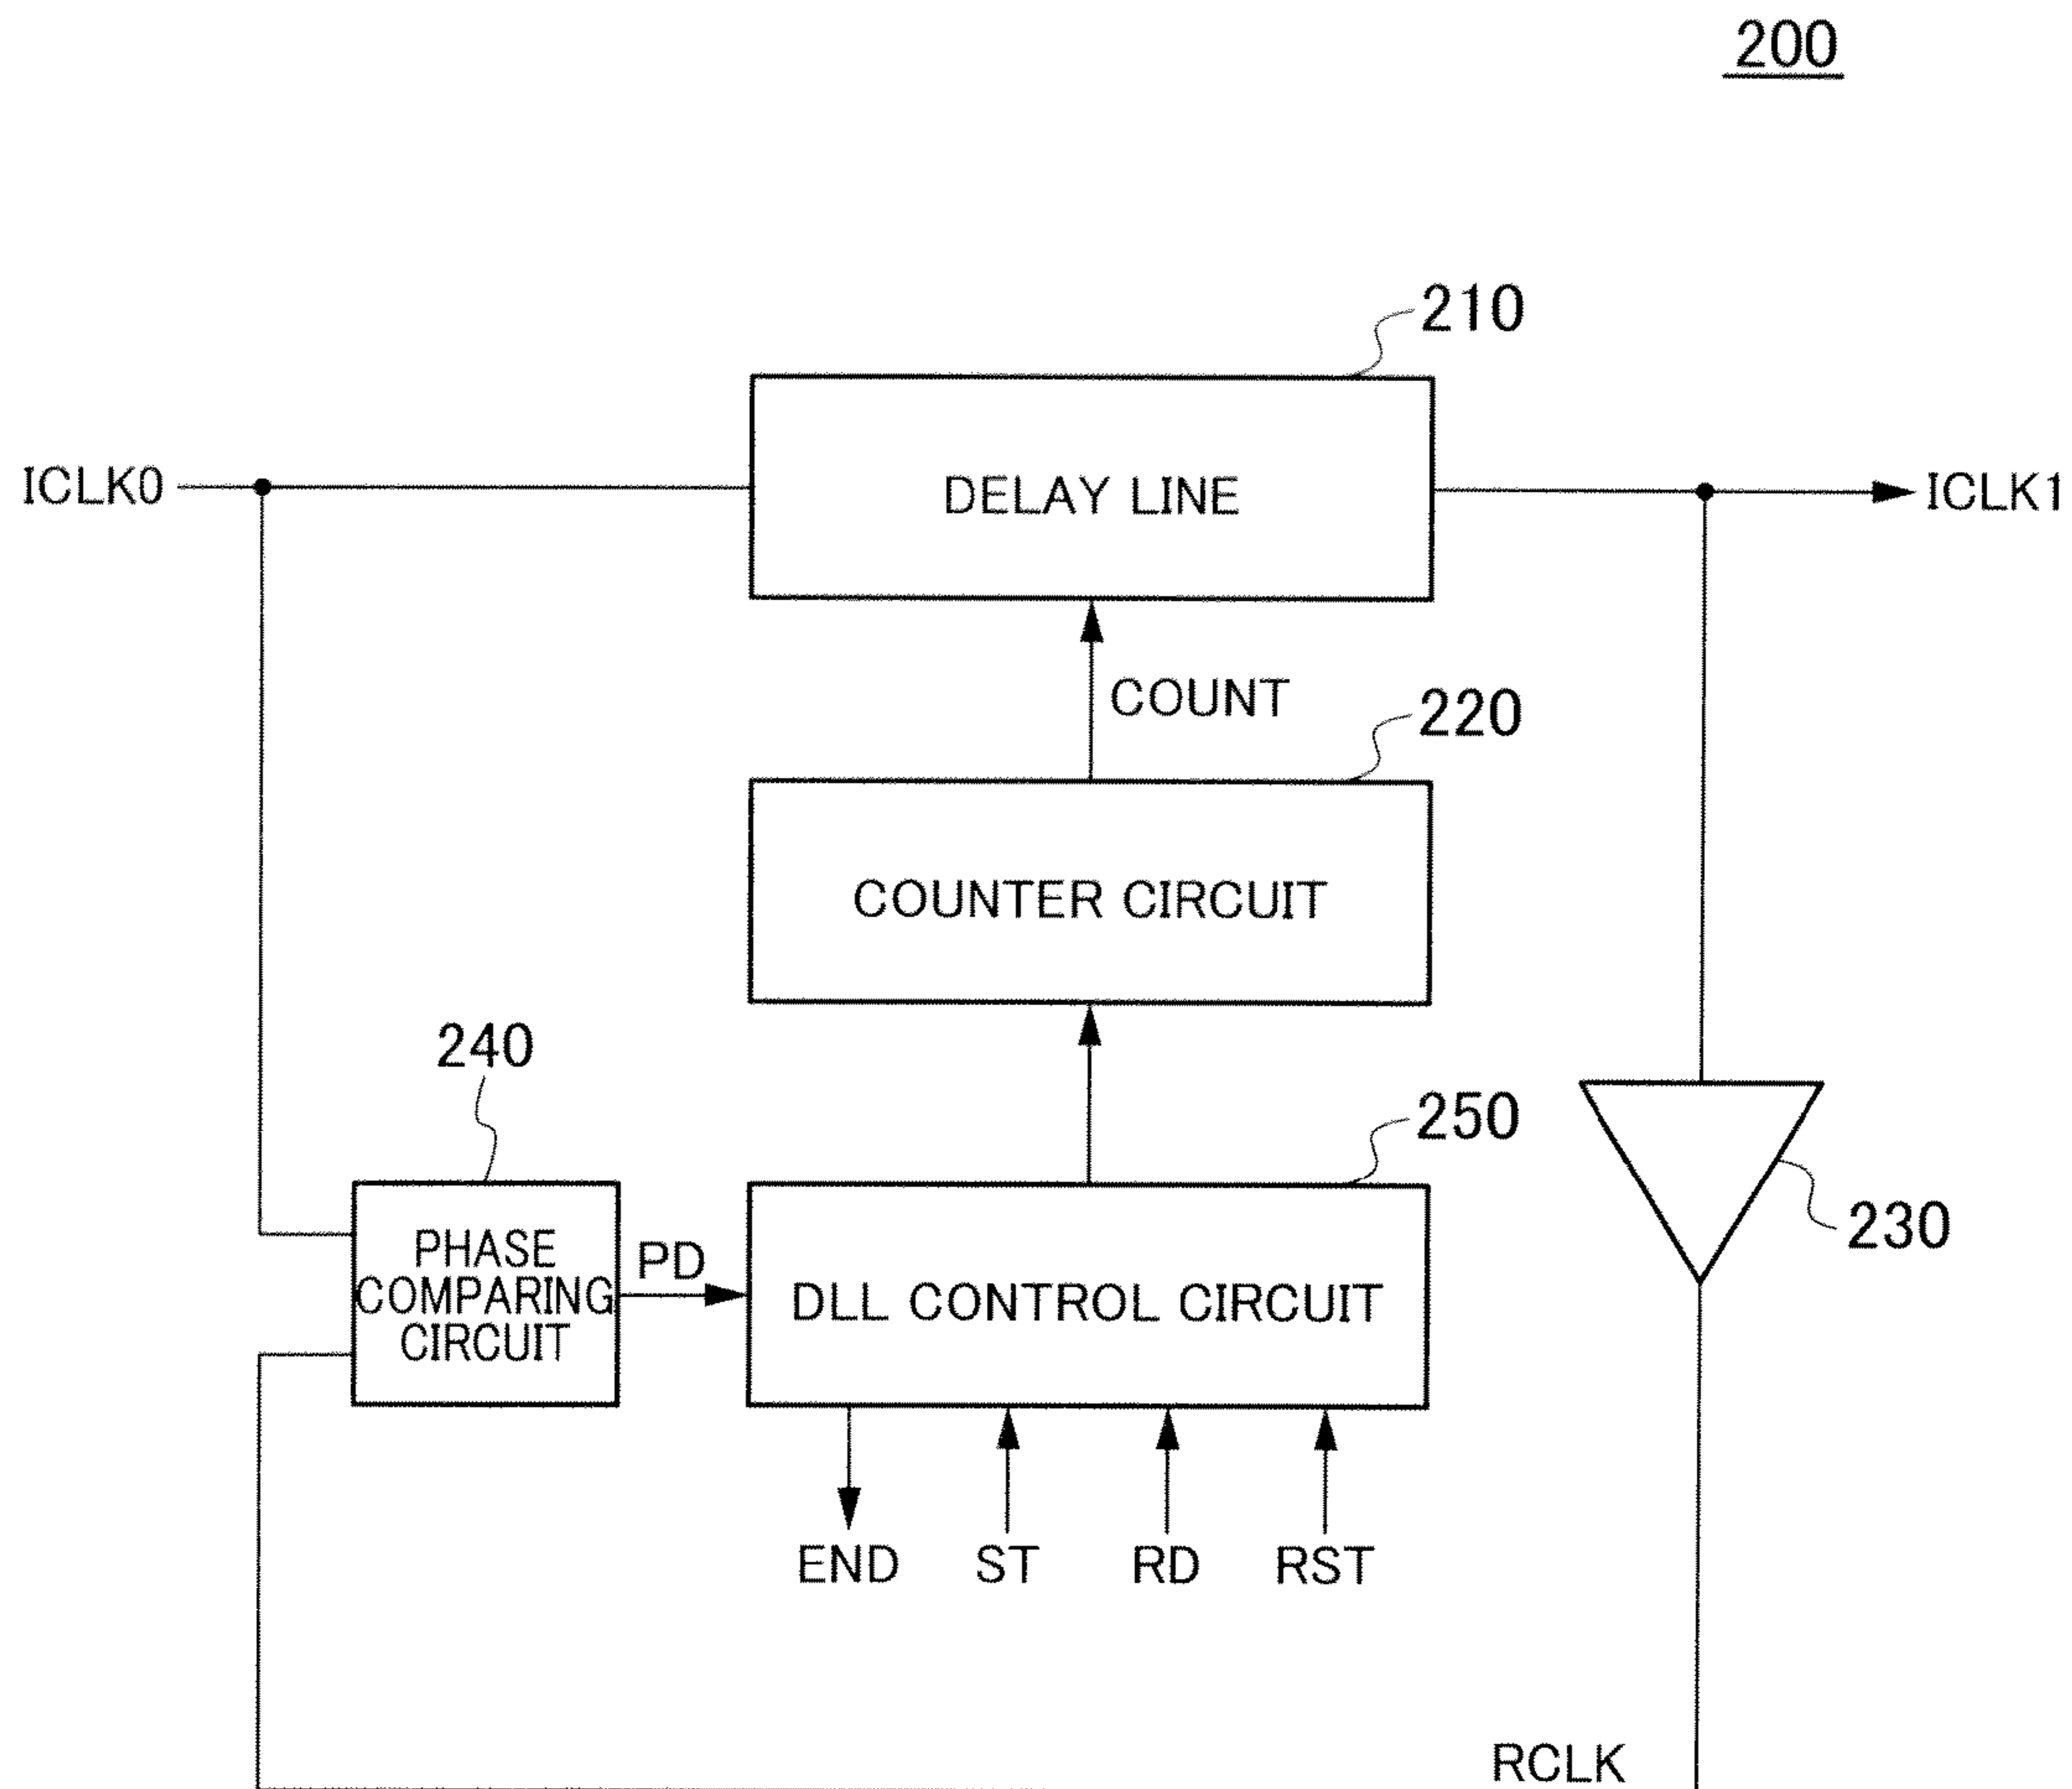 200
210
ICLK0
DELAY LINE
ICLK1
COUNT
220
COUNTER CIRCUIT
240
250
PHASE
COMPARING
CIRCUIT
PD
DLL CONTROL CIRCUIT
230
END
ST
RD
RST
RCLK